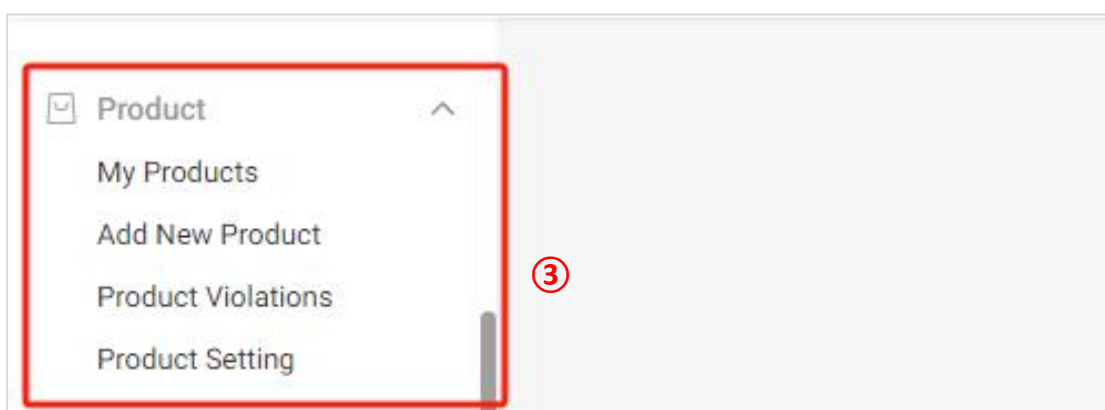 Product
My Products
Add New Product
Product Violations
③
Product Setting